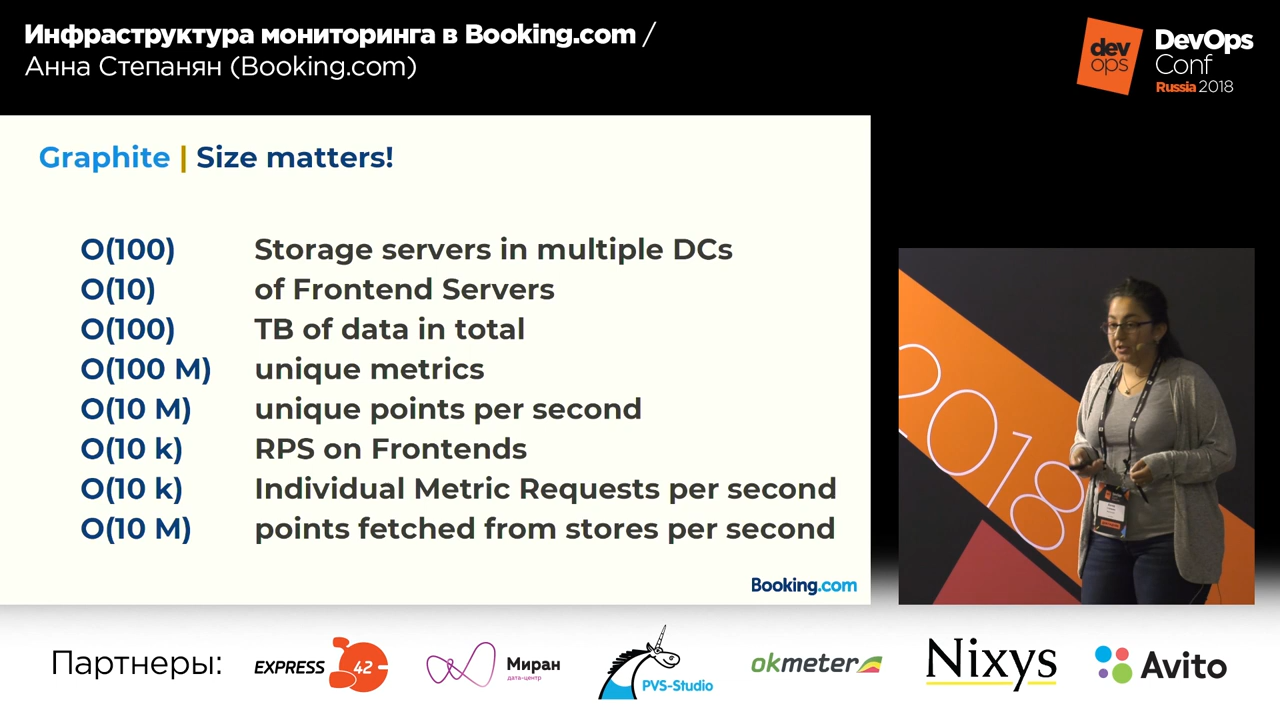 Инфраструктура мониторинга в Booking.com /
Анна Степанян (Booking.com)
dev
ops
DevOps
Conf
Russia 2018
Graphite | Size matters!
O(100) Storage servers in multiple DCs
O(10) of Frontend Servers
O(100) TB of data in total
O(100 M) unique metrics
O(10 M) unique points per second
O(10 k) RPS on Frontends
O(10 k) Individual Metric Requests per second
O(10 M) points fetched from stores per second
Booking.com
2018
Партнеры:
EXPRESS 42
Миран
дата-центр
PVS-Studio
okmeter
Nixys
Avito